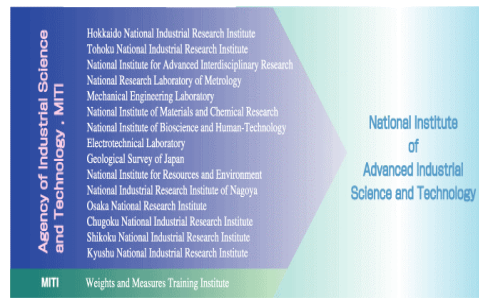 Agency of Industrial Science
and Technology , MITI
Hokkaido National Industrial Research Institute
Tohoku National Industrial Research Institute
National Institute for Advanced Interdisciplinary Research
National Research Laboratory of Metrology
Mechanical Engineering Laboratory
National Institute of Materials and Chemical Research
National Institute of Bioscience and Human-Technology
Electrotechnical Laboratory
Geological Survey of Japan
National Institute for Resources and Environment
National Industrial Research Institute of Nagoya
Osaka National Research Institute
Chugoku National Industrial Research Institute
Shikoku National Industrial Research Institute
Kyushu National Industrial Research Institute
MITI
Weights and Measures Training Institute
National Institute
of
Advanced Industrial
Science and Technology